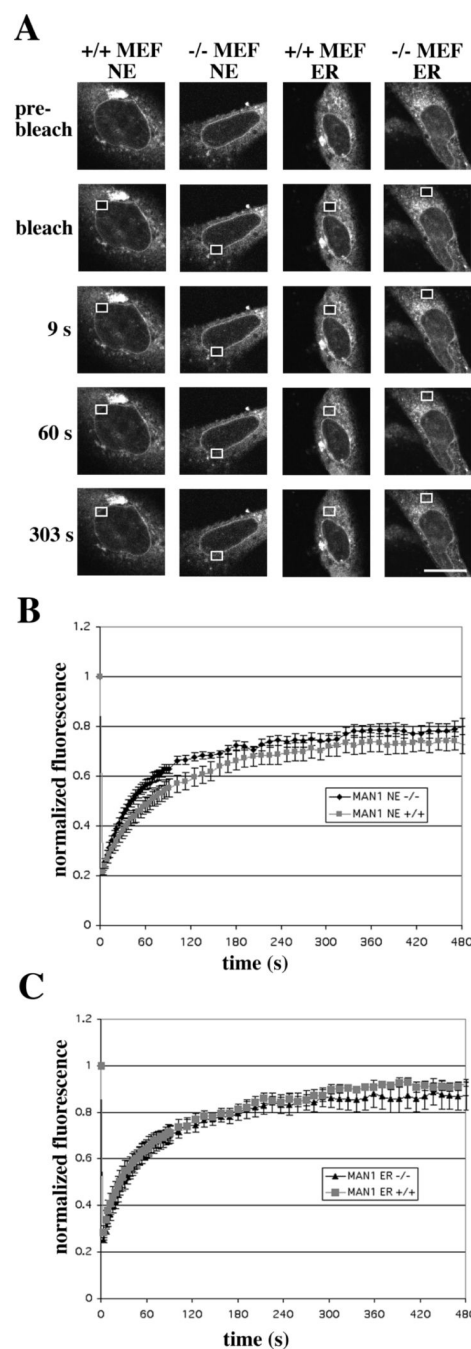 A
+/+ MEF -/- MEF +/+ MEF -/- MEF
NE NE ER ER
pre-
bleach
bleach
9 s
60 s
303 s
B
normalized fluorescence
1.2
1
0.8
0.6
0.4
0.2
0
MAN1 NE -/-
MAN1 NE +/+
0 60 120 180 240 300 360 420 480
time (s)
C
normalized fluorescence
1.2
1
0.8
0.6
0.4
0.2
0
MAN1 ER -/-
MAN1 ER +/+
0 60 120 180 240 300 360 420 480
time (s)